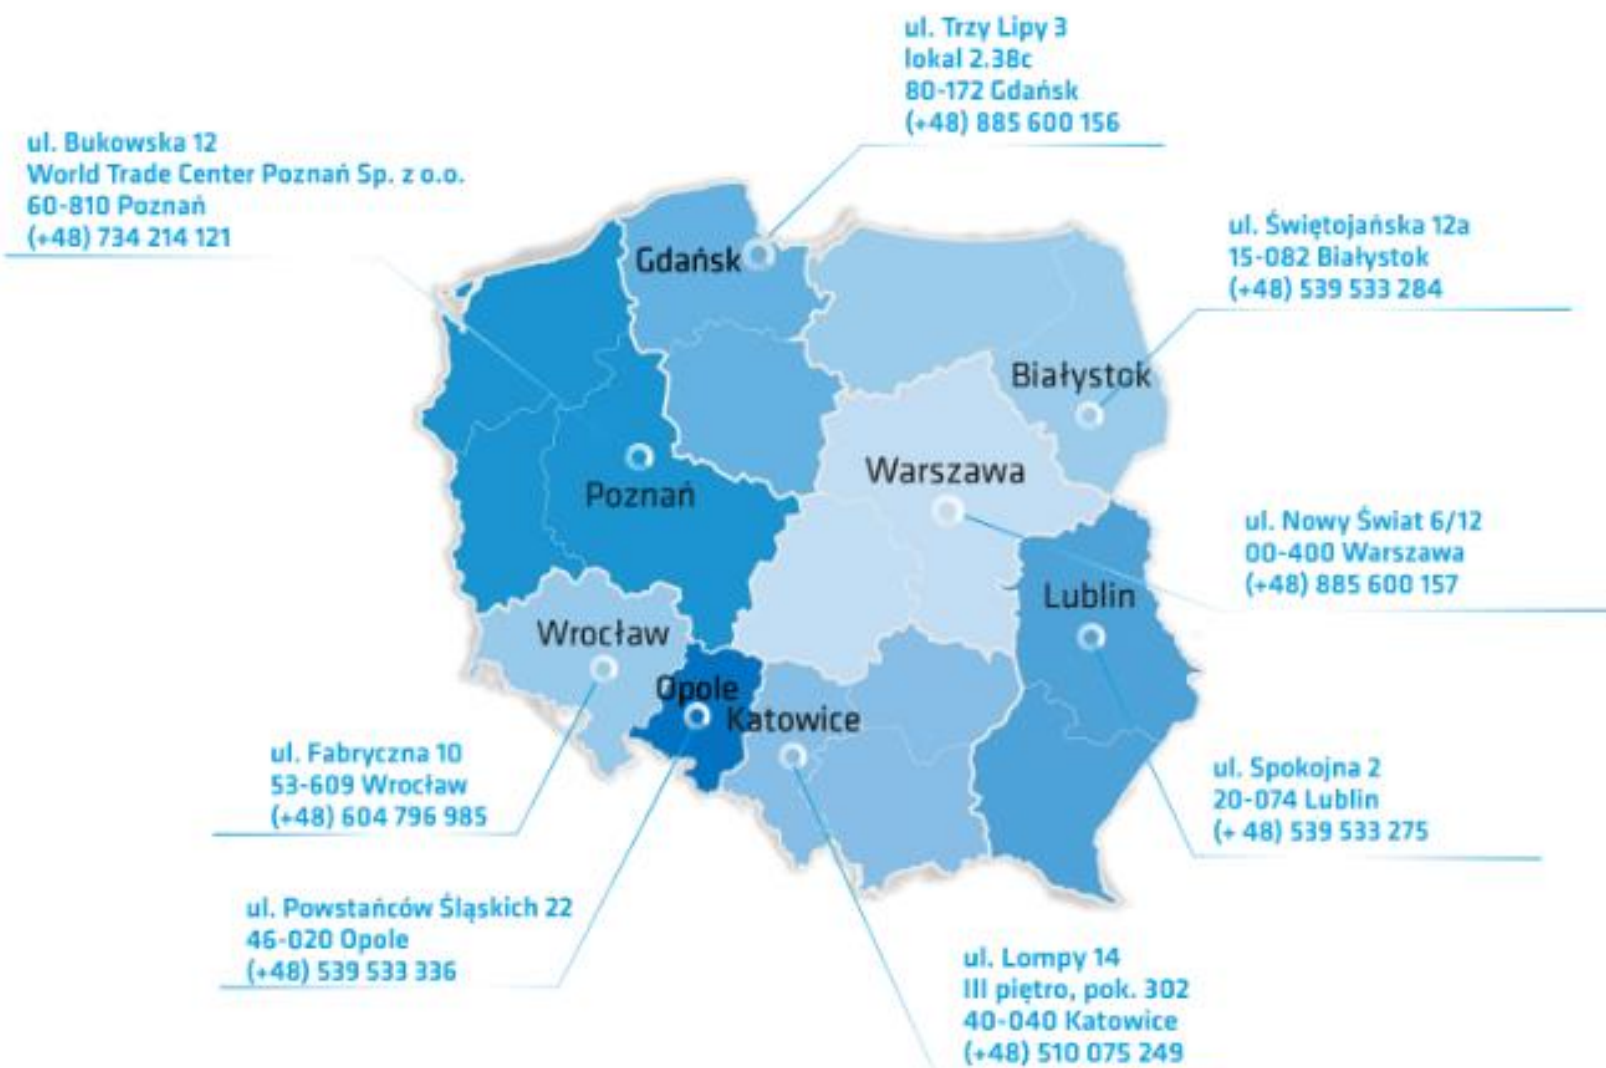 ul. Trzy Lipy 3
lokal 2.38c
80-172 Gdańsk
(+48) 885 600 156
ul. Bukowska 12
World Trade Center Poznań Sp. z o.o.
60-810 Poznań
(+48) 734 214 121
ul. Świętojańska 12a
15-082 Białystok
(+48) 539 533 284
Gdańsk
Białystok
Warszawa
Poznań
ul. Nowy Świat 6/12
00-400 Warszawa
(+48) 885 600 157
Lublin
Wrocław
Opole
Katowice
ul. Fabryczna 10
53-609 Wrocław
(+48) 604 796 985
ul. Spokojna 2
20-074 Lublin
(+ 48) 539 533 275
ul. Powstańców Śląskich 22
46-020 Opole
(+48) 539 533 336
ul. Lompy 14
III piętro, pok. 302
40-040 Katowice
(+48) 510 075 249